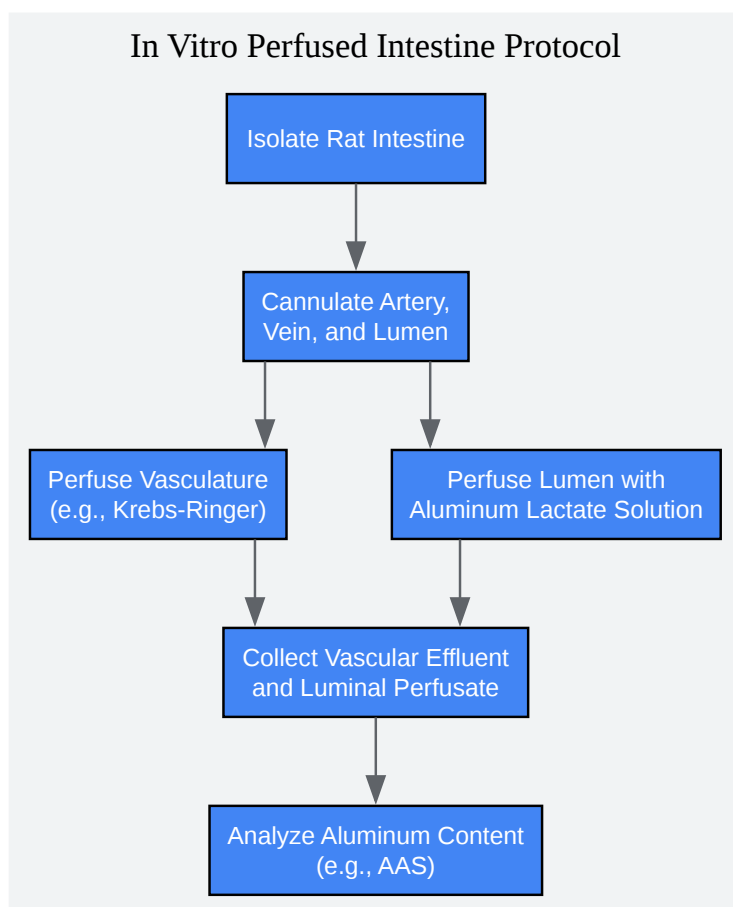 In Vitro Perfused Intestine Protocol
Isolate Rat Intestine
Cannulate Artery,
Vein, and Lumen
Perfuse Vasculature
(e.g., Krebs-Ringer)
Perfuse Lumen with
Aluminum Lactate Solution
Collect Vascular Effluent
and Luminal Perfusate
Analyze Aluminum Content
(e.g., AAS)